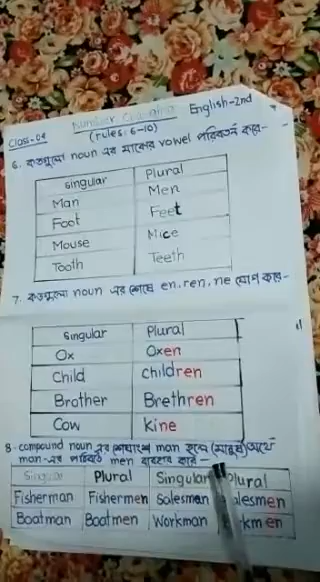 English-2nd
Class-04
(rules: 6-10)
6. কতগুলো noun এর মাঝের vowel পরিবর্তন করে-
Singular Plural
Man Men
Foot Feet
Mouse Mice
Tooth Teeth
7. কতগুলো noun এর শেষে en, ren, ne যোগ করে-
Singular Plural
Ox Oxen
Child children
Brother Brethren
Cow kine
8. compound noun এর শেষাংশে man হলে (মানুষ) অর্থে
man-এর পরিবর্তে men ব্যবহার করে-
Singular Plural Singular Plural
Fisherman Fishermen Salesman
Boatman Boatmen Workman